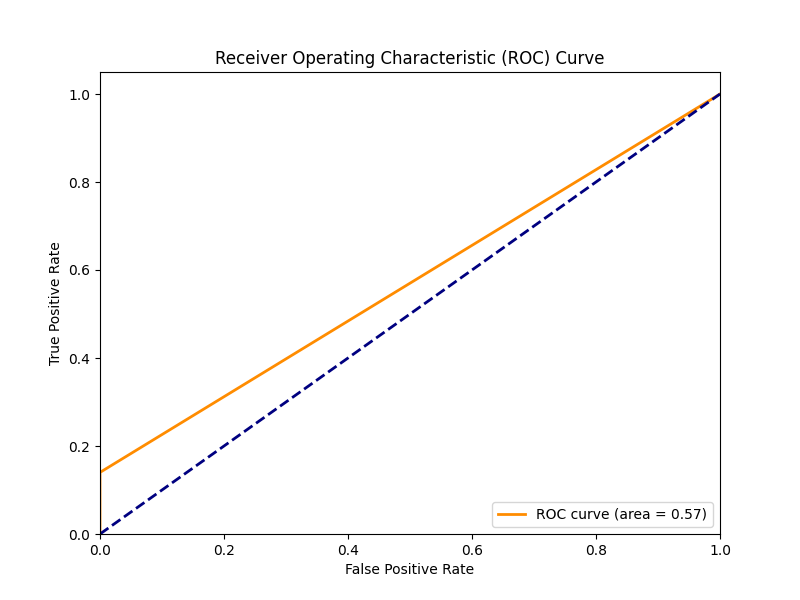 Receiver Operating Characteristic (ROC) Curve
True Positive Rate
1.0
0.8
0.6
0.4
0.2
0.0
0.0 0.2 0.4 0.6 0.8 1.0
False Positive Rate
ROC curve (area = 0.57)